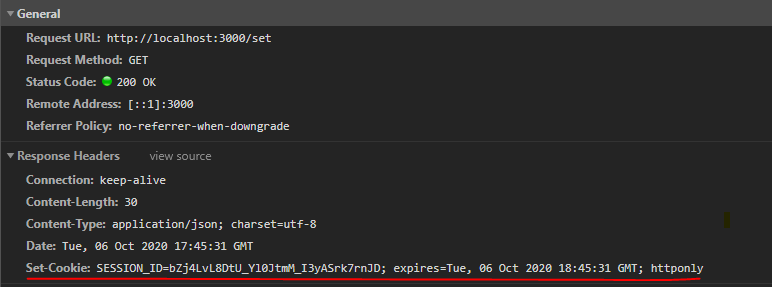 General
Request URL: http://localhost:3000/set
Request Method: GET
Status Code: 200 OK
Remote Address: [::1]:3000
Referrer Policy: no-referrer-when-downgrade
Response Headers view source
Connection: keep-alive
Content-Length: 30
Content-Type: application/json; charset=utf-8
Date: Tue, 06 Oct 2020 17:45:31 GMT
Set-Cookie: SESSION_ID=bZj4LvL8DtU_Yl0JtmM_I3yASrk7rnJD; expires=Tue, 06 Oct 2020 18:45:31 GMT; httponly